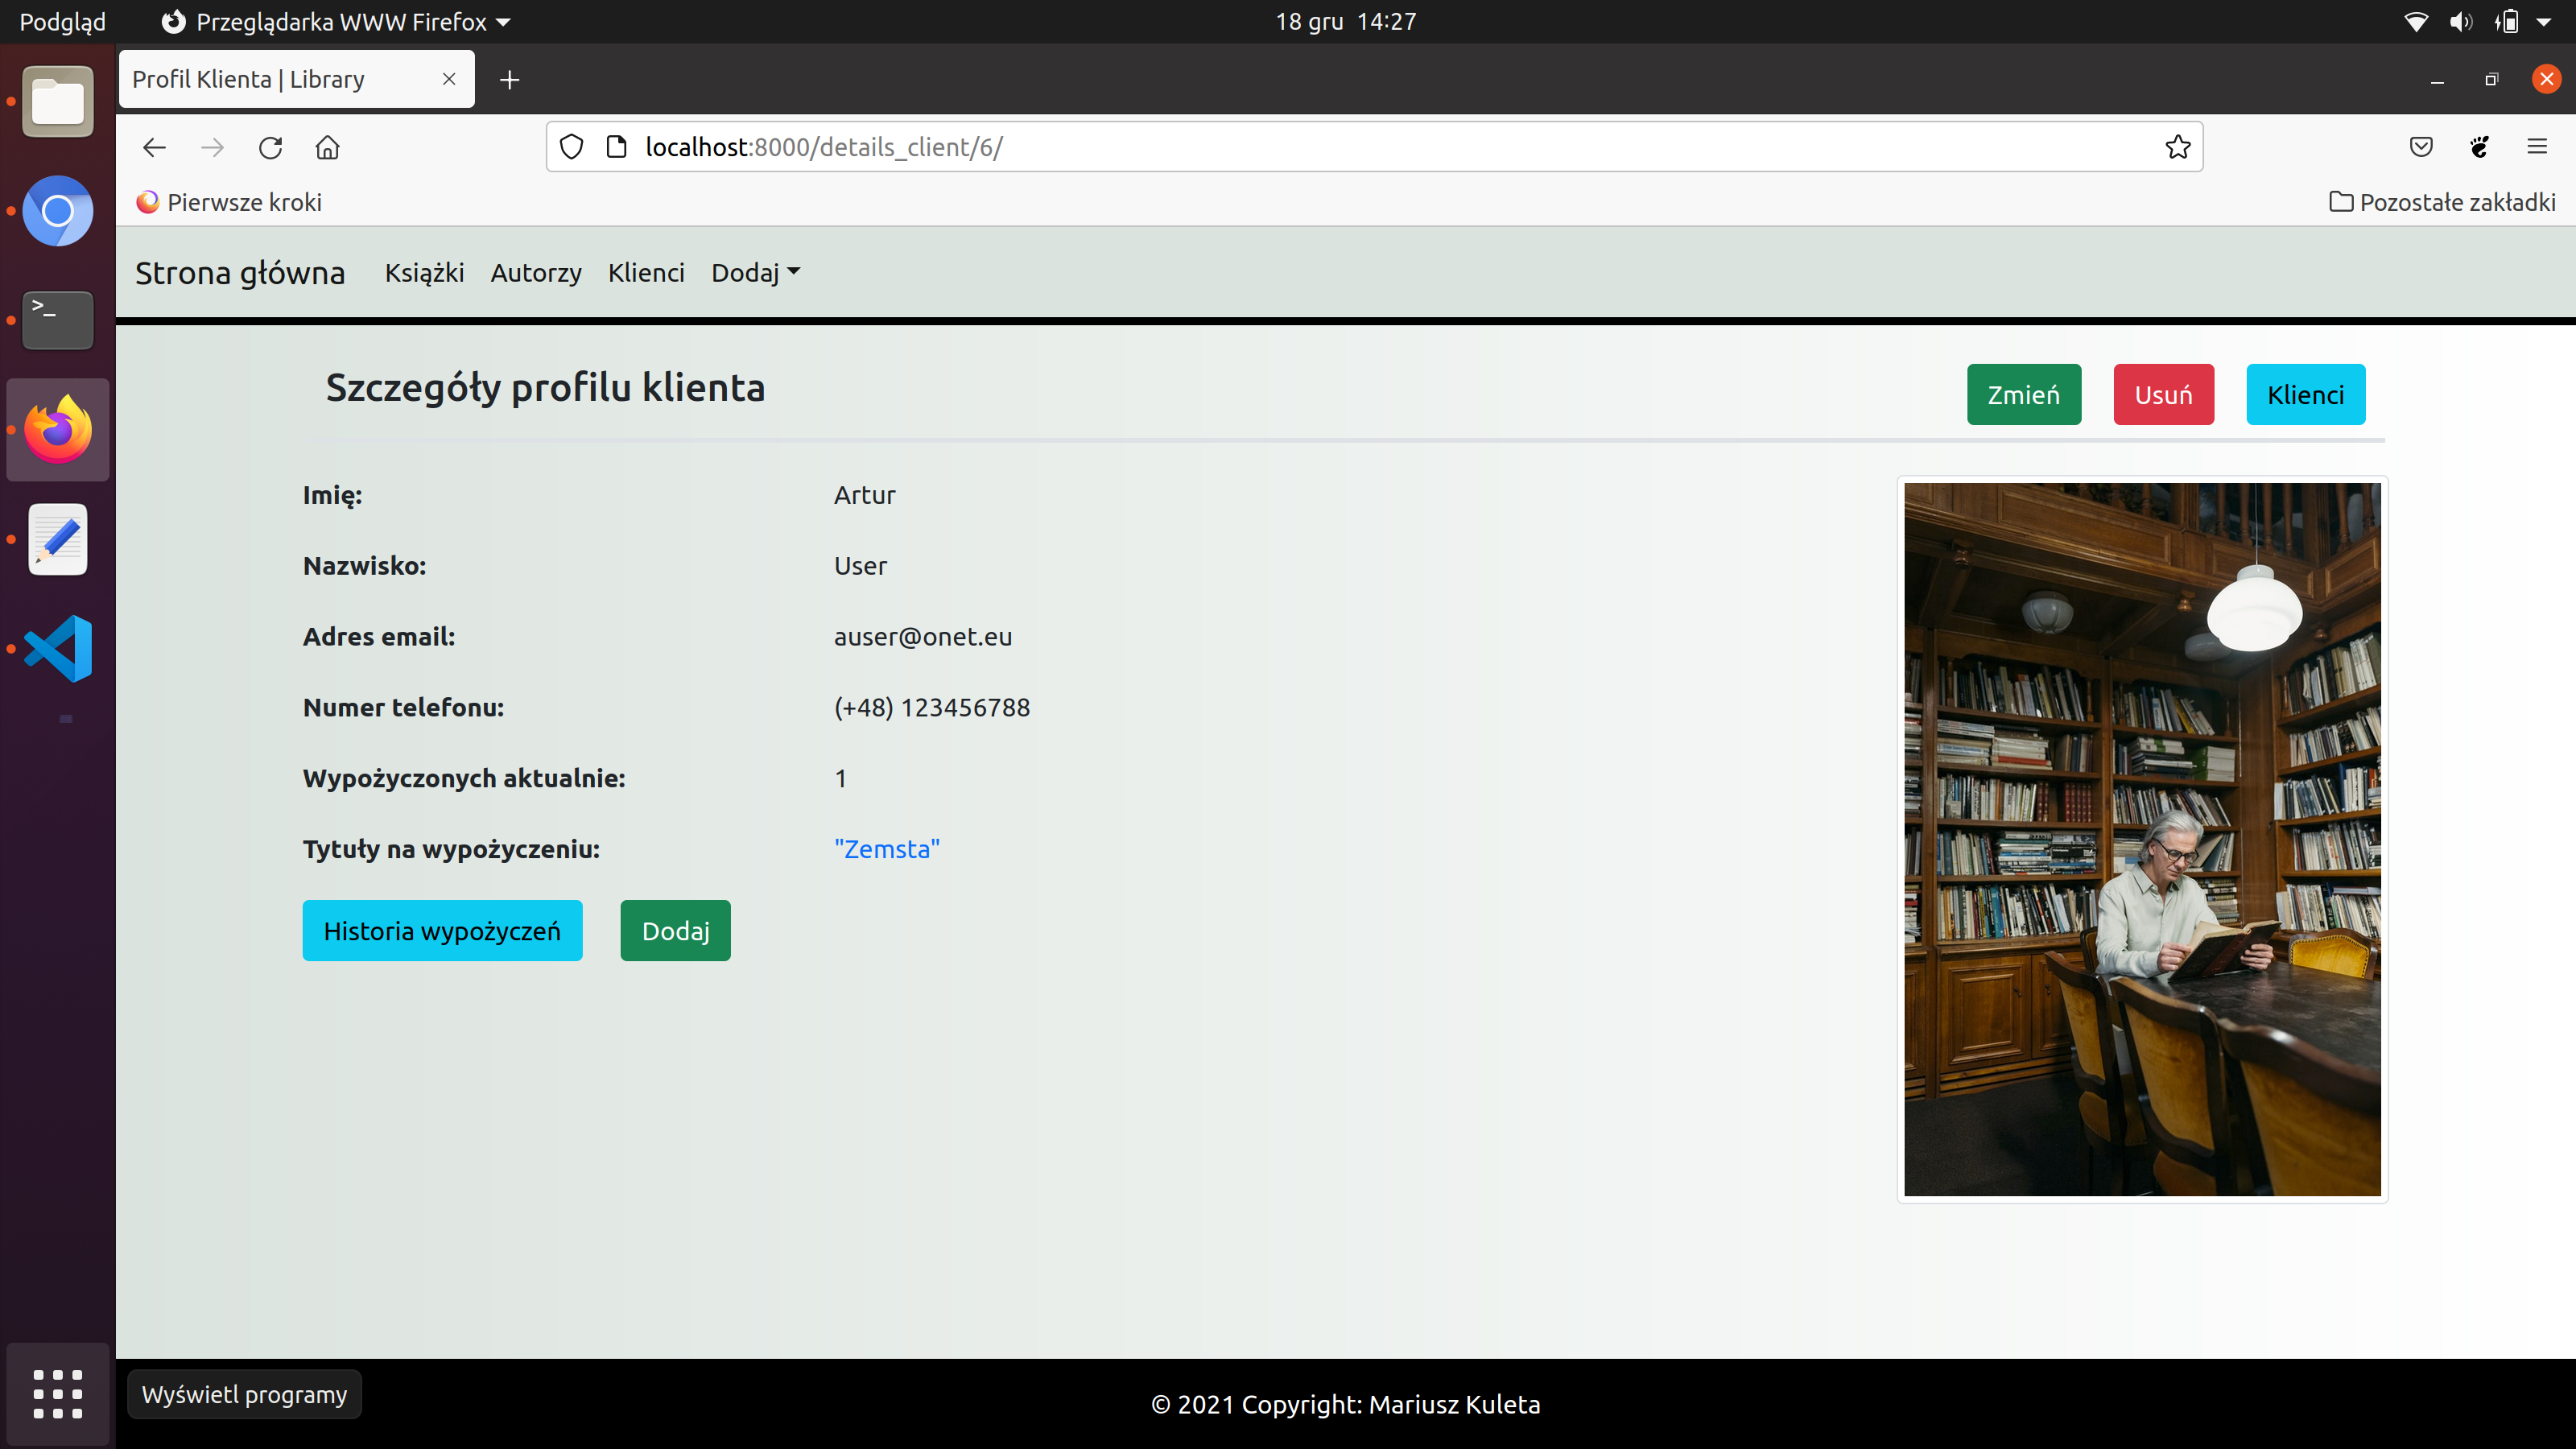 Podgląd Przeglądarka WWW Firefox 18 gru 14:27
Profil Klienta | Library
localhost:8000/details_client/6/
Pierwsze kroki Pozostałe zakładki
Strona główna Książki Autorzy Klienci Dodaj
Szczegóły profilu klienta Zmień Usuń Klienci
Imię: Artur
Nazwisko: User
Adres email: auser@onet.eu
Numer telefonu: (+48) 123456788
Wypożyczonych aktualnie: 1
Tytuły na wypożyczeniu: "Zemsta"
Historia wypożyczeń Dodaj
Wyświetl programy
© 2021 Copyright: Mariusz Kuleta